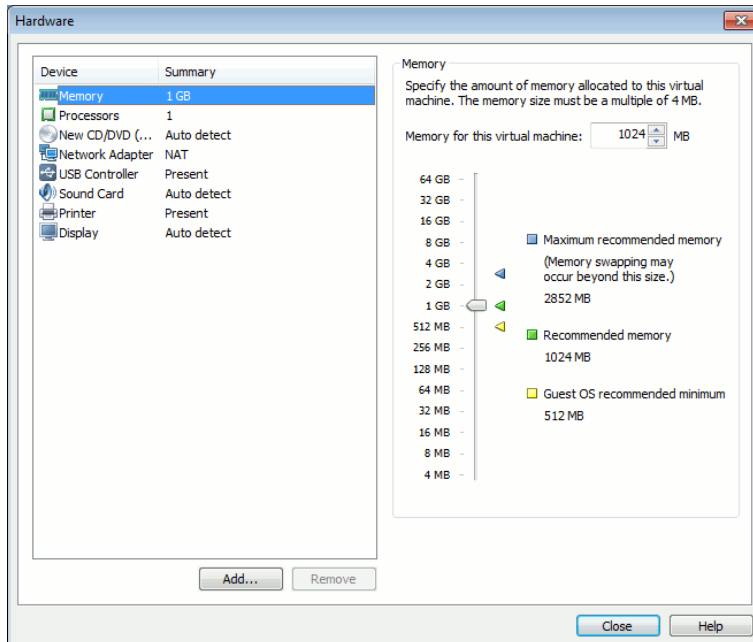 Hardware
Device Summary
Memory 1 GB
Processors 1
New CD/DVD (... Auto detect
Network Adapter NAT
USB Controller Present
Sound Card Auto detect
Printer Present
Display Auto detect
Add... Remove
Memory
Specify the amount of memory allocated to this virtual
machine. The memory size must be a multiple of 4 MB.
Memory for this virtual machine: 1024 MB
64 GB
32 GB
16 GB
8 GB
4 GB
2 GB
1 GB
512 MB
256 MB
128 MB
64 MB
32 MB
16 MB
8 MB
4 MB
Maximum recommended memory
(Memory swapping may
occur beyond this size.)
2852 MB
Recommended memory
1024 MB
Guest OS recommended minimum
512 MB
Close Help